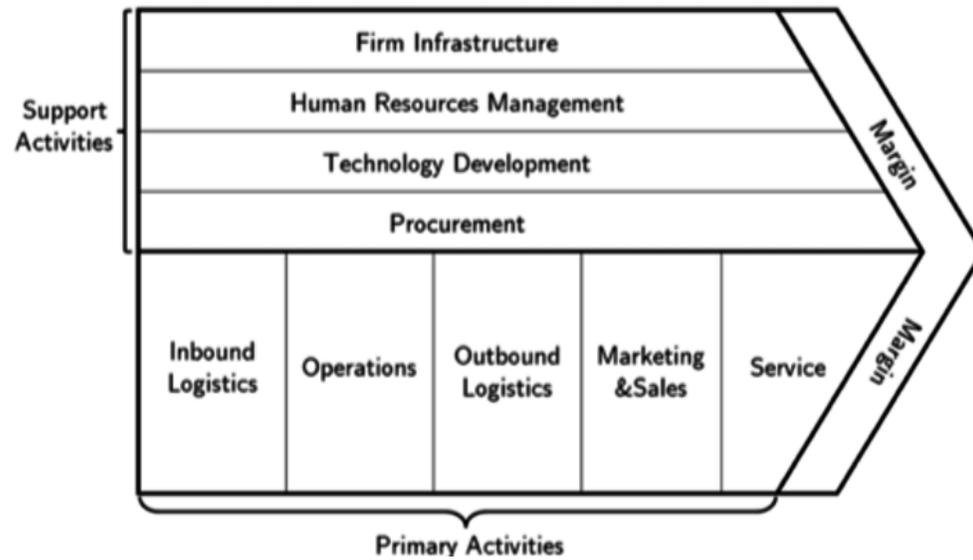 Firm Infrastructure
Human Resources Management
Support
Activities
Technology Development
Procurement
Margin
Inbound
Logistics
Operations
Outbound
Logistics
Marketing
&Sales
Service
Margin
Primary Activities